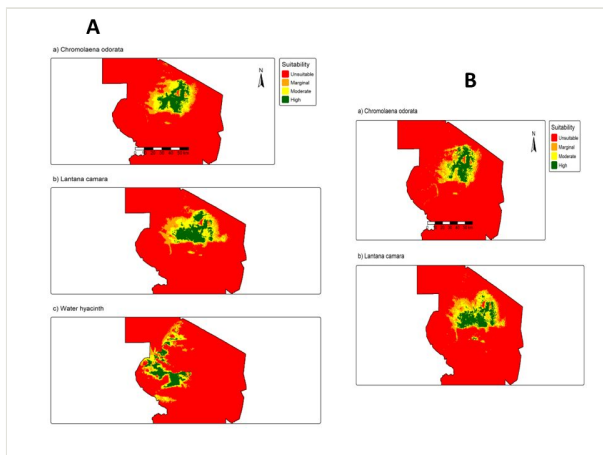 A
a) Chromolaena odorata
Suitability
Unsuitable
Marginal
Moderate
High
N
b) Lantana camara
c) Water hyacinth
B
a) Chromolaena odorata
Suitability
Unsuitable
Marginal
Moderate
High
N
b) Lantana camara